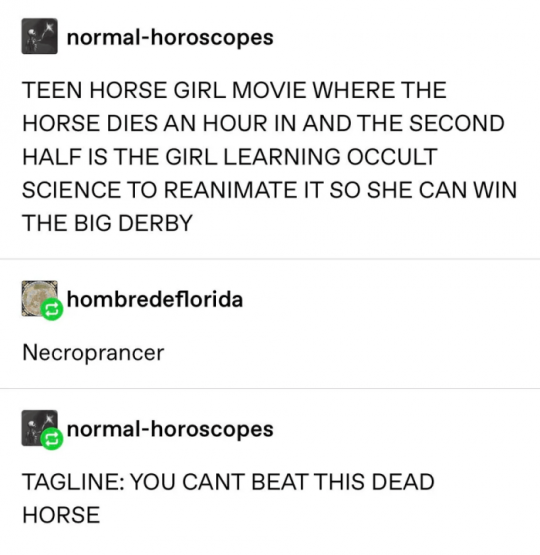 normal-horoscopes
TEEN HORSE GIRL MOVIE WHERE THE
HORSE DIES AN HOUR IN AND THE SECOND
HALF IS THE GIRL LEARNING OCCULT
SCIENCE TO REANIMATE IT SO SHE CAN WIN
THE BIG DERBY
hombredeflorida
Necroprancer
normal-horoscopes
TAGLINE: YOU CANT BEAT THIS DEAD
HORSE